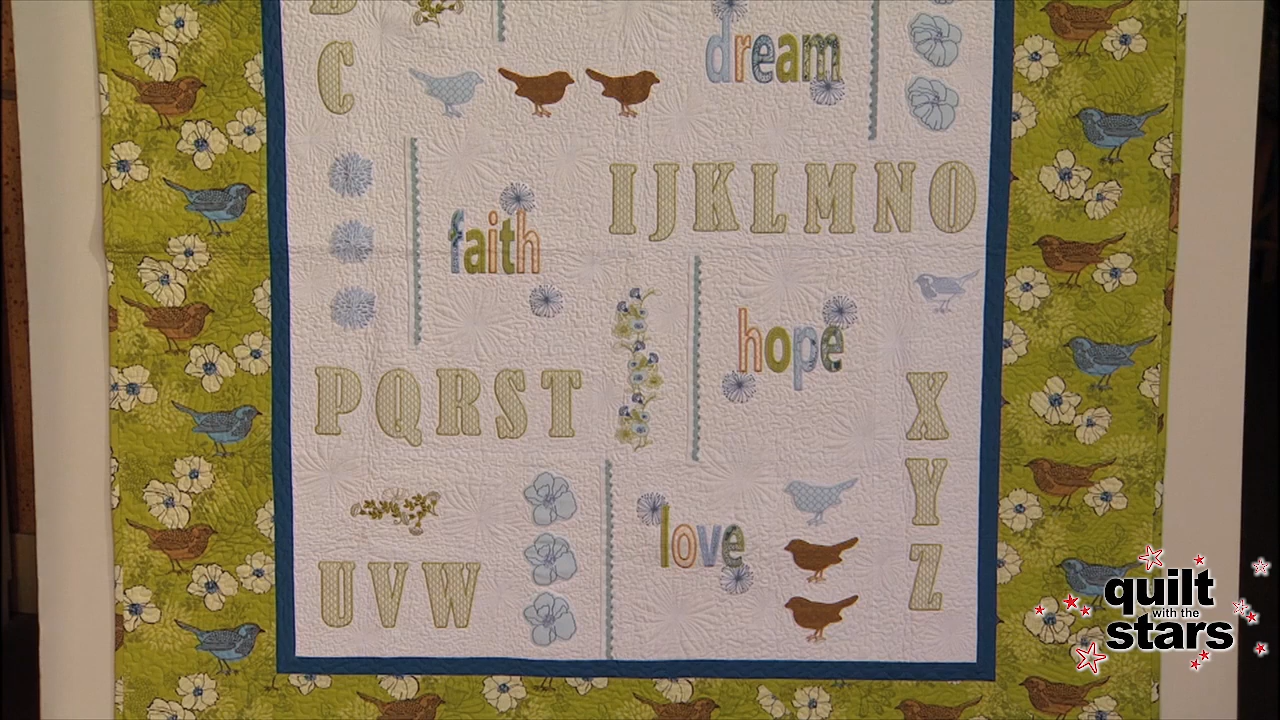 C
dream
IJKLMNO
faith
hope
PQRST
X
Y
love
Z
UVW
quilt
with the
stars